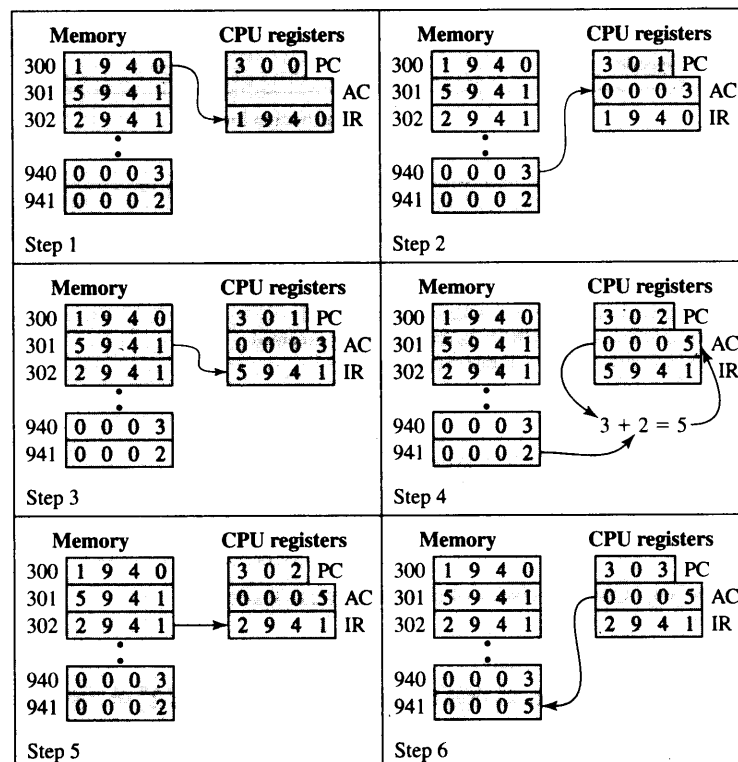 Memory CPU registers
300 1 9 4 0 3 0 0 PC
301 5 9 4 1 AC
302 2 9 4 1 1 9 4 0 IR
940 0 0 0 3
941 0 0 0 2
Step 1
Memory CPU registers
300 1 9 4 0 3 0 1 PC
301 5 9 4 1 0 0 0 3 AC
302 2 9 4 1 1 9 4 0 IR
940 0 0 0 3
941 0 0 0 2
Step 2
Memory CPU registers
300 1 9 4 0 3 0 1 PC
301 5 9 4 1 0 0 0 3 AC
302 2 9 4 1 5 9 4 1 IR
940 0 0 0 3
941 0 0 0 2
Step 3
Memory CPU registers
300 1 9 4 0 3 0 2 PC
301 5 9 4 1 0 0 0 5 AC
302 2 9 4 1 5 9 4 1 IR
940 0 0 0 3 3 + 2 = 5
941 0 0 0 2
Step 4
Memory CPU registers
300 1 9 4 0 3 0 2 PC
301 5 9 4 1 0 0 0 5 AC
302 2 9 4 1 2 9 4 1 IR
940 0 0 0 3
941 0 0 0 2
Step 5
Memory CPU registers
300 1 9 4 0 3 0 3 PC
301 5 9 4 1 0 0 0 5 AC
302 2 9 4 1 2 9 4 1 IR
940 0 0 0 3
941 0 0 0 5
Step 6